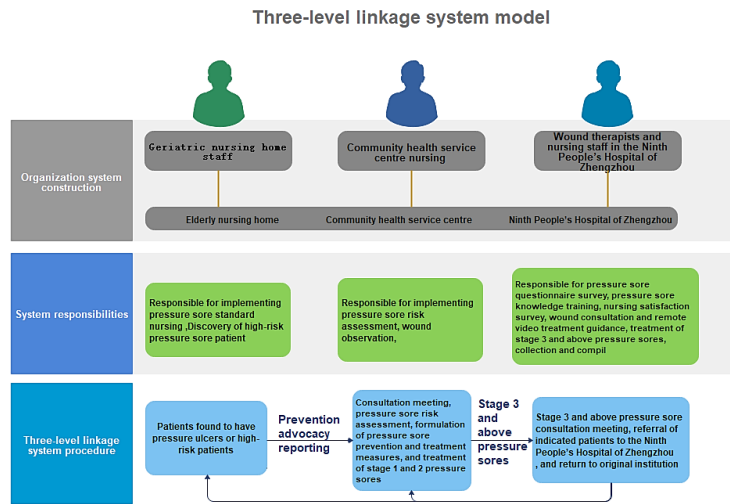 Three-level linkage system model
Organization system
construction
Geriatric nursing home
staff
Community health service
centre nursing
Wound therapists and
nursing staff in the Ninth
People's Hospital of
Zhengzhou
Elderly nursing home
Community health service centre
Ninth People's Hospital of Zhengzhou
System responsibilities
Responsible for implementing
pressure sore standard
nursing ,Discovery of high-risk
pressure sore patient
Responsible for implementing
pressure sore risk
assessment, wound
observation,
Responsible for pressure sore
questionnaire survey, pressure sore
knowledge training, nursing satisfaction
survey, wound consultation and remote
video treatment guidance, treatment of
stage 3 and above pressure sores,
collection and compil
Three-level linkage
system procedure
Patients found to have
pressure ulcers or high-
risk patients
Prevention
advocacy
reporting
Consultation meeting,
pressure sore risk
assessment, formulation
of pressure sore
prevention and treatment
measures, and treatment
of stage 1 and 2 pressure
sores
Stage 3
and
above
pressure
sores
Stage 3 and above pressure sore
consultation meeting, referral of
indicated patients to the Ninth
People's Hospital of Zhengzhou
, and return to original institution